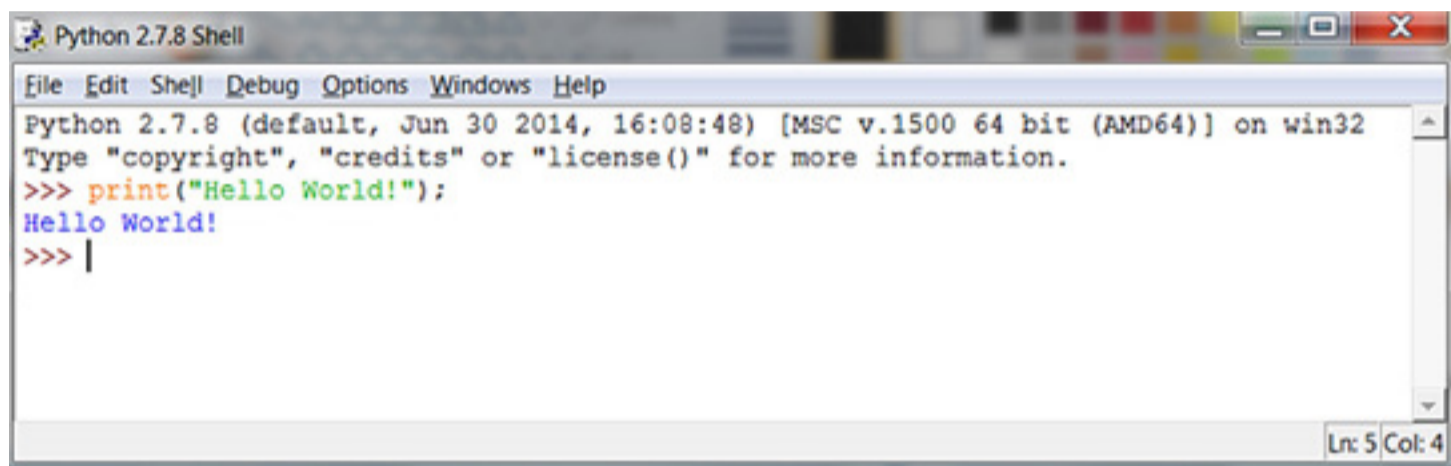 Python 2.7.8 Shell
File Edit Shell Debug Options Windows Help
Python 2.7.8 (default, Jun 30 2014, 16:08:48) [MSC v.1500 64 bit (AMD64)] on win32
Type "copyright", "credits" or "license()" for more information.
>>> print("Hello World!");
Hello World!
>>>
Ln: 5 Col: 4